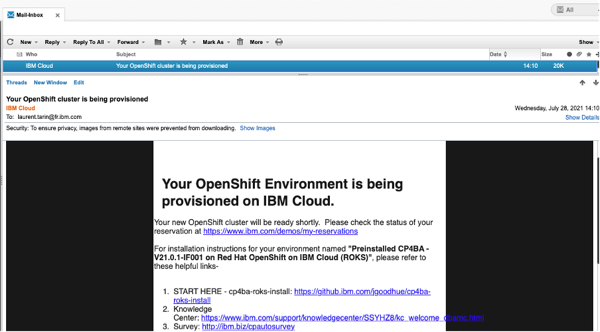 Mail-Inbox
All
New Reply Reply To All Forward Mark As More Show
Who Subject Date Size
IBM Cloud Your OpenShift cluster is being provisioned 14:10 20K
Threads New Window Edit
Your OpenShift cluster is being provisioned
IBM Cloud Wednesday, July 28, 2021 14:10
To: laurent.tarin@fr.ibm.com Show Details
Security: To ensure privacy, images from remote sites were prevented from downloading. Show Images
Your OpenShift Environment is being
provisioned on IBM Cloud.
Your new OpenShift cluster will be ready shortly. Please check the status of your
reservation at https://www.ibm.com/demos/my-reservations
For installation instructions for your environment named "Preinstalled CP4BA -
V21.0.1-IF001 on Red Hat OpenShift on IBM Cloud (ROKS)", please refer to
these helpful links-
1. START HERE - cp4ba-roks-install: https://github.ibm.com/jgoodhue/cp4ba-
roks-install
2. Knowledge
Center: https://www.ibm.com/support/knowledgecenter/SSYHZ8/kc_welcome
3. Survey: http://ibm.biz/cpautosurvey